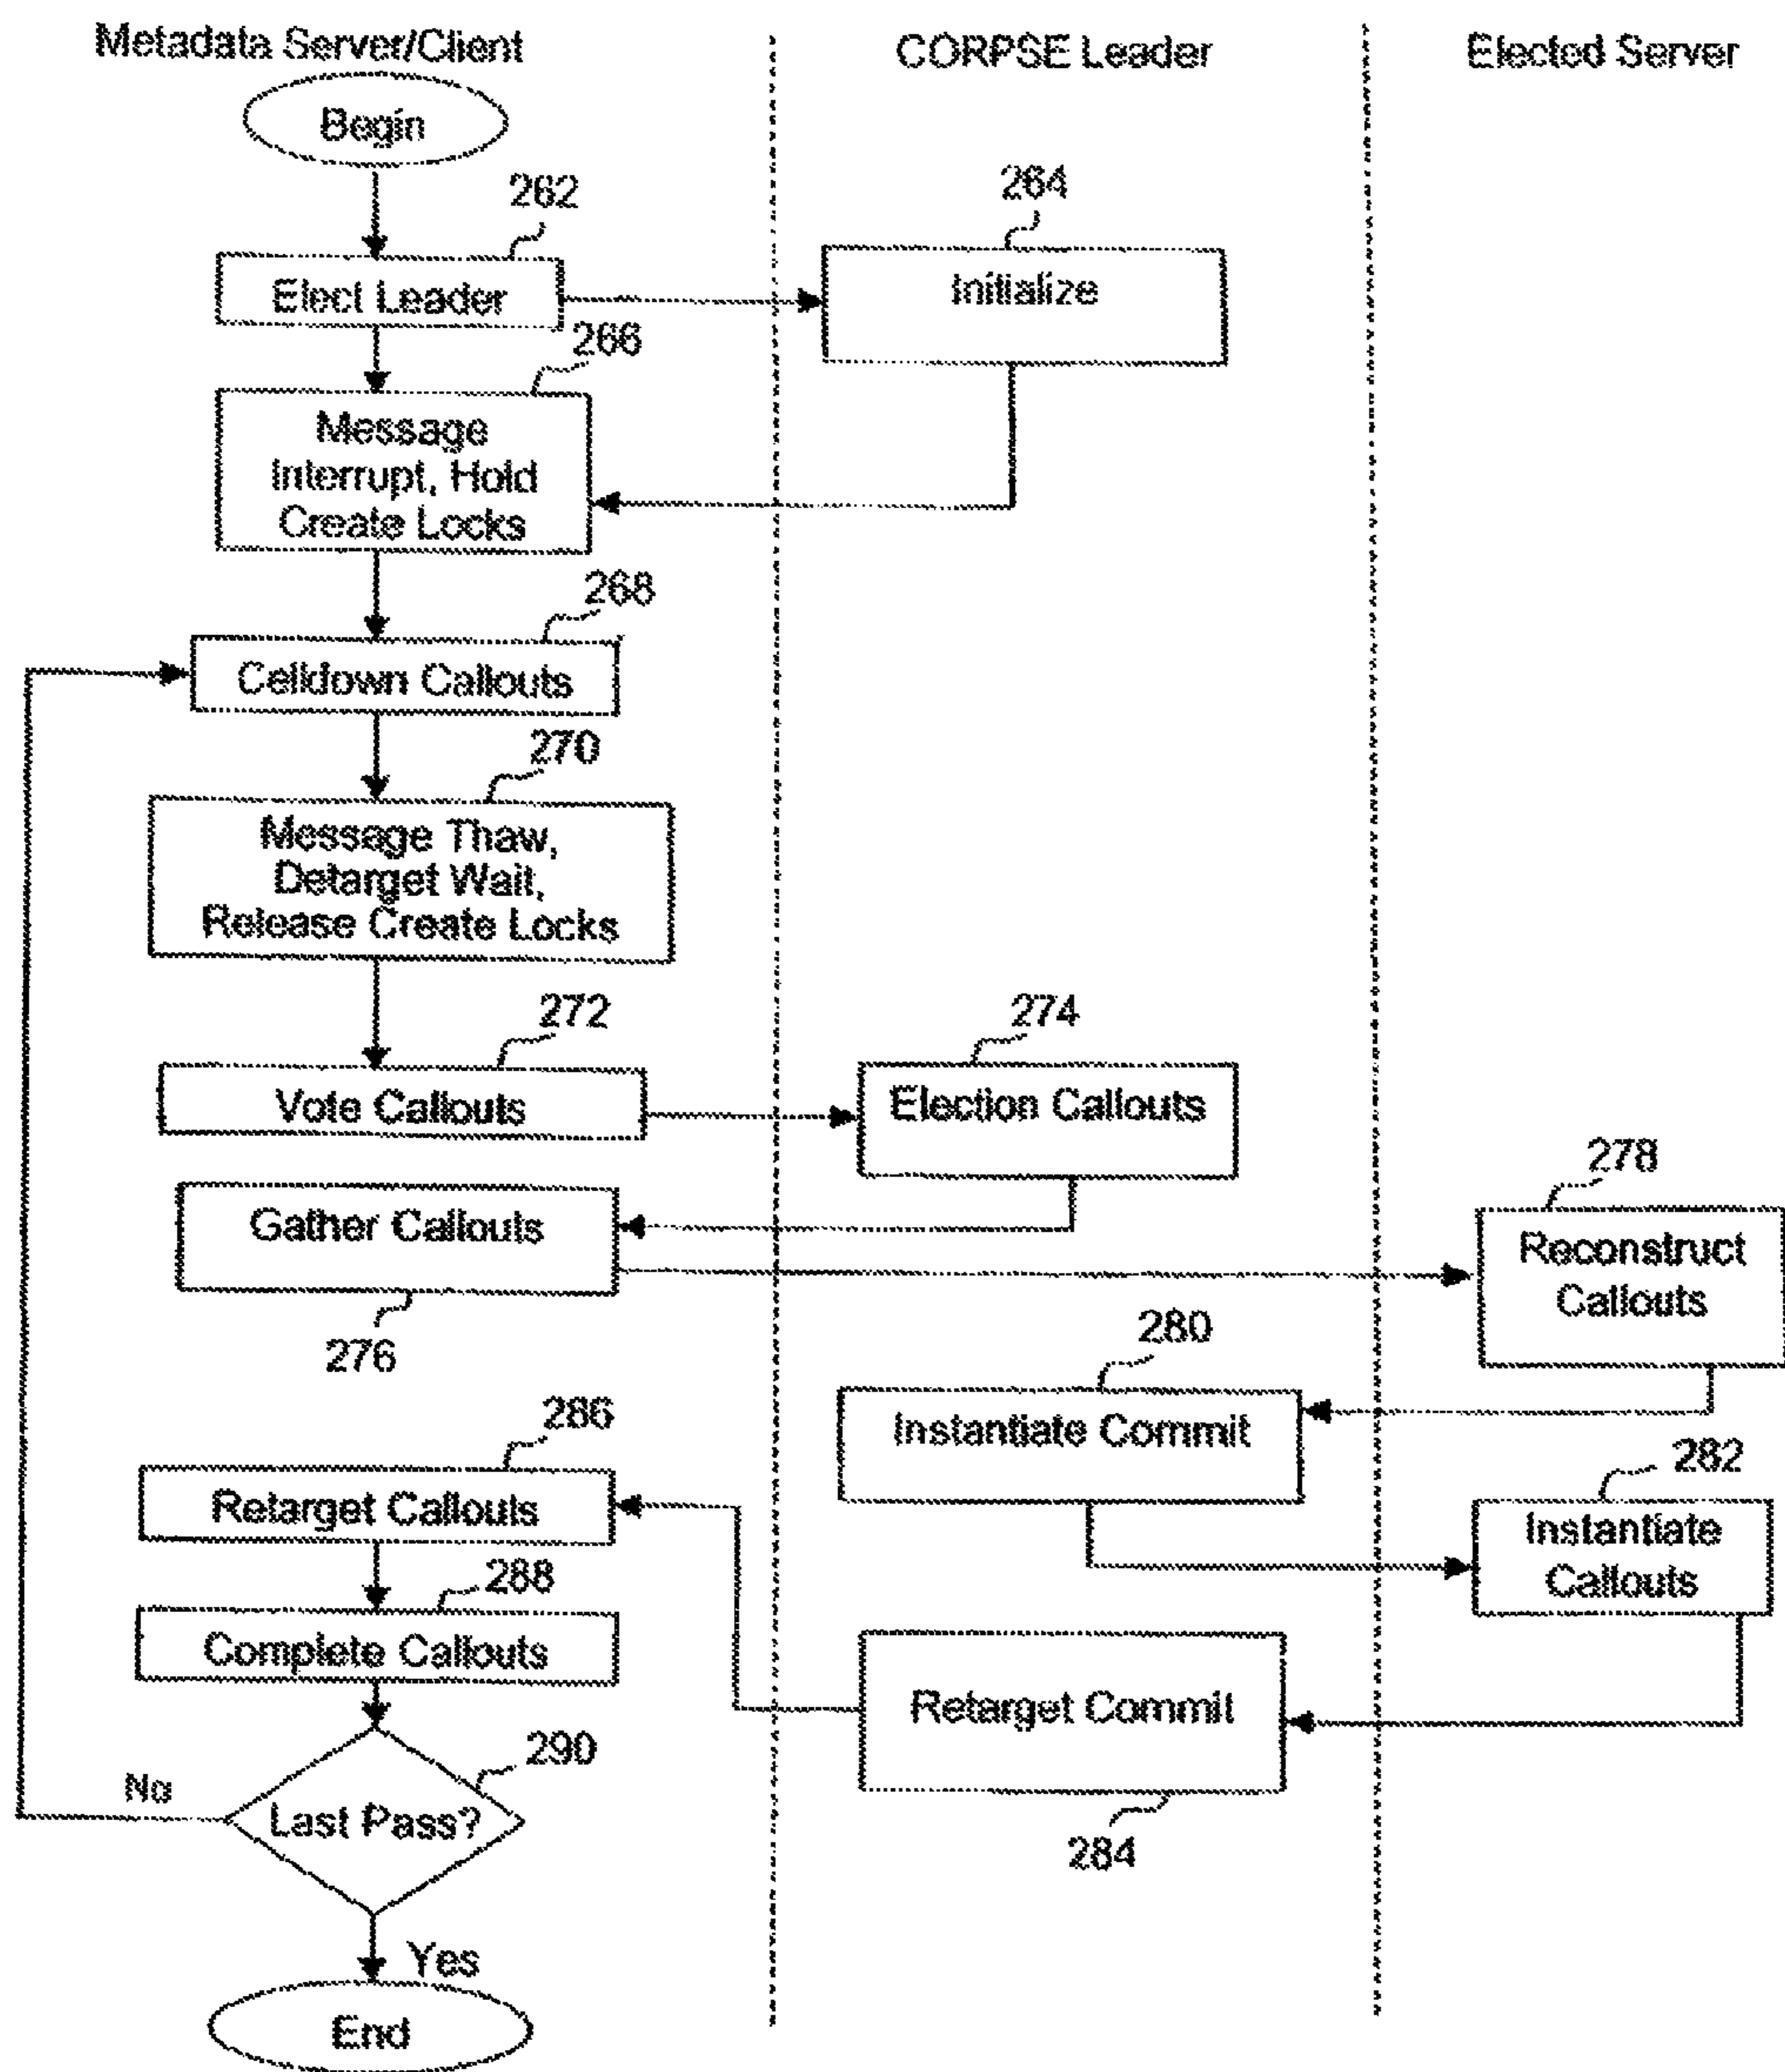 Metadata Server/Client
CORPSE Leader
Elected Server
Begin
262
264
Elect Leader
Initialize
266
Message
Interrupt, Hold
Create Locks
268
Celldown Callouts
270
Message Thaw,
Detarget Wait,
Release Create Locks
272
274
Vote Callouts
Election Callouts
278
Gather Callouts
Reconstruct
Callouts
276
280
Instantiate Commit
286
282
Retarget Callouts
Instantiate
Callouts
288
Complete Callouts
Retarget Commit
290
No
Last Pass?
284
Yes
End